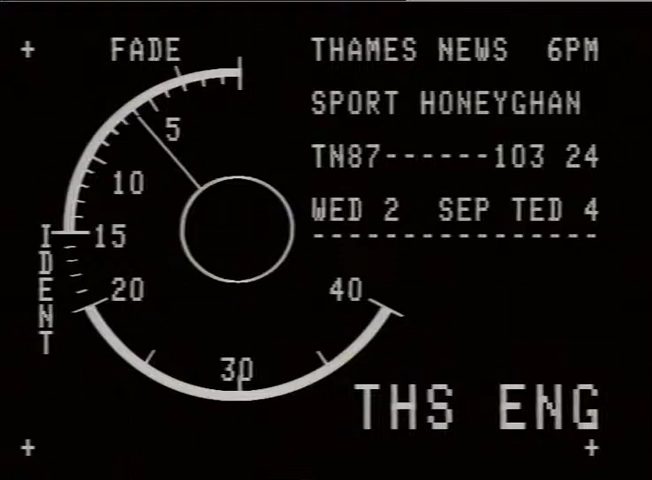 FADE
THAMES NEWS 6PM
SPORT HONEYGHAN
TN87------103 24
WED 2 SEP TED 4
----------------
5
10
15
20
30
40
IDENT
THS ENG